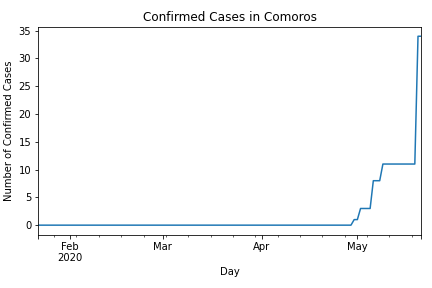 Confirmed Cases in Comoros
Number of Confirmed Cases
35
30
25
20
15
10
5
0
Feb
2020
Mar
Apr
May
Day